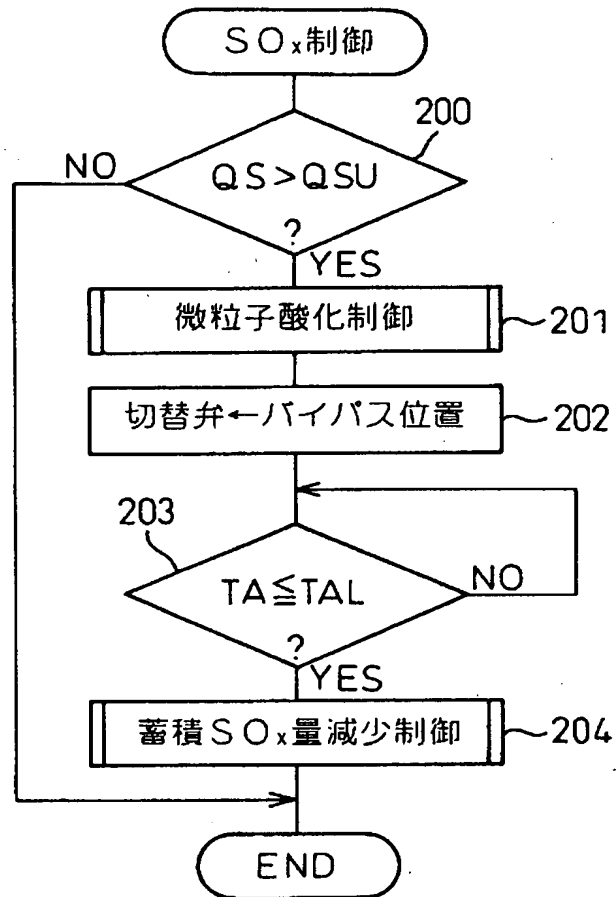 SOx制御
200
QS>QSU
?
NO
YES
微粒子酸化制御
201
切替弁←バイパス位置
202
203
TA≦TAL
?
NO
YES
蓄積SOx量減少制御
204
END